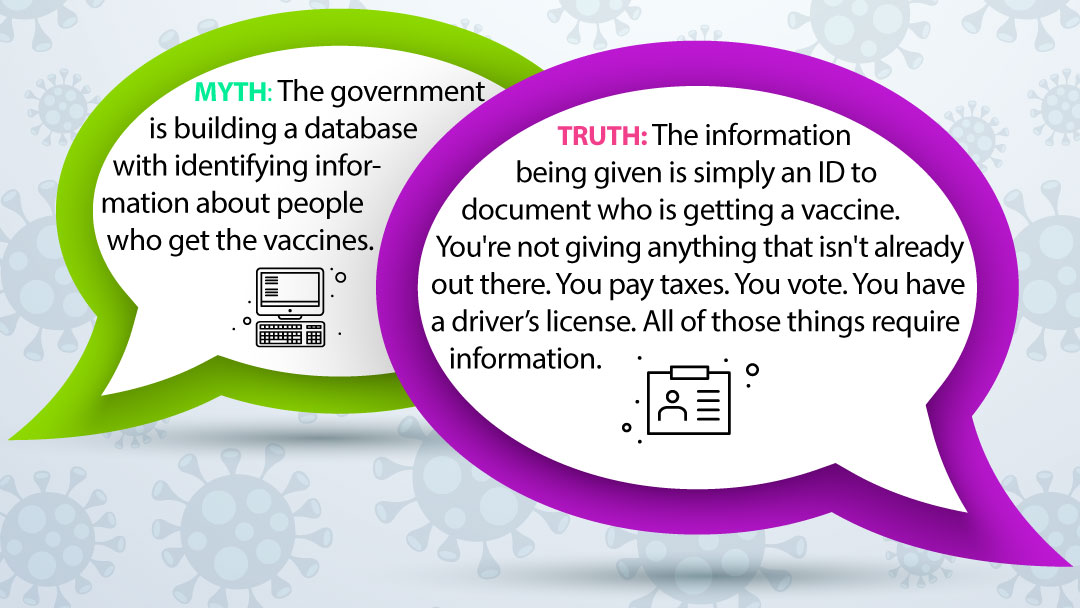 MYTH: The government
is building a database
with identifying infor-
mation about people
who get the vaccines.
TRUTH: The information
being given is simply an ID to
document who is getting a vaccine.
You're not giving anything that isn't already
out there. You pay taxes. You vote. You have
a driver’s license. All of those things require
information.